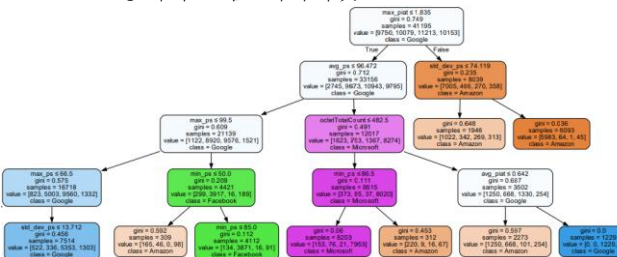 max_piat ≤ 1.835
gini = 0.749
samples = 41195
value = [9750, 10079, 11213, 10153]
class = Google
True
False
avg_ps ≤ 96.472
gini = 0.712
samples = 33156
value = [2745, 9673, 10943, 9795]
class = Google
std_dev_ps ≤ 74.119
gini = 0.235
samples = 8039
value = [7005, 406, 270, 358]
class = Amazon
max_ps ≤ 99.5
gini = 0.609
samples = 21139
value = [1122, 8920, 9576, 1521]
class = Google
octetTotalCount ≤ 482.5
gini = 0.491
samples = 12017
value = [1623, 753, 1367, 8274]
class = Microsoft
gini = 0.648
samples = 1946
value = [1022, 342, 269, 313]
class = Amazon
gini = 0.036
samples = 6093
value = [5983, 64, 1, 45]
class = Amazon
max_ps ≤ 66.5
gini = 0.575
samples = 16718
value = [823, 5003, 9560, 1332]
class = Google
min_ps ≤ 50.0
gini = 0.209
samples = 4421
value = [299, 3917, 16, 189]
class = Facebook
min_ps ≤ 86.5
gini = 0.111
samples = 8515
value = [373, 85, 37, 8020]
class = Microsoft
avg_piat ≤ 0.642
gini = 0.667
samples = 3502
value = [1250, 668, 1330, 254]
class = Google
std_dev_ps ≤ 13.712
gini = 0.456
samples = 7514
value = [522, 336, 5353, 1303]
class = Google
gini = 0.592
samples = 309
value = [165, 46, 0, 98]
class = Amazon
min_ps ≤ 85.0
gini = 0.112
samples = 4112
value = [134, 3871, 16, 91]
class = Facebook
gini = 0.06
samples = 8203
value = [153, 76, 21, 7953]
class = Microsoft
gini = 0.453
samples = 312
value = [220, 9, 16, 67]
class = Amazon
gini = 0.597
samples = 2273
value = [1250, 668, 101, 254]
class = Amazon
gini = 0.0
samples = 1229
value = [0, 0, 1229,
class = Google